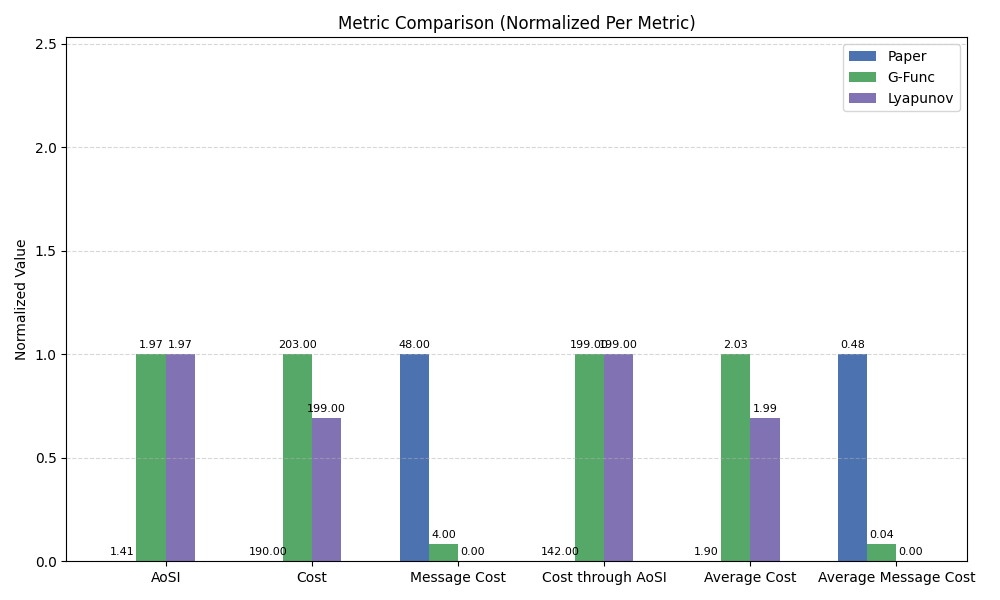 Metric Comparison (Normalized Per Metric)
Normalized Value
2.5
2.0
1.5
1.0
0.5
0.0
Paper
G-Func
Lyapunov
1.41
1.97
1.97
190.00
203.00
199.00
48.00
4.00
0.00
142.00
199.00
199.00
1.90
2.03
1.99
0.48
0.04
0.00
AoSI
Cost
Message Cost
Cost through AoSI
Average Cost
Average Message Cost